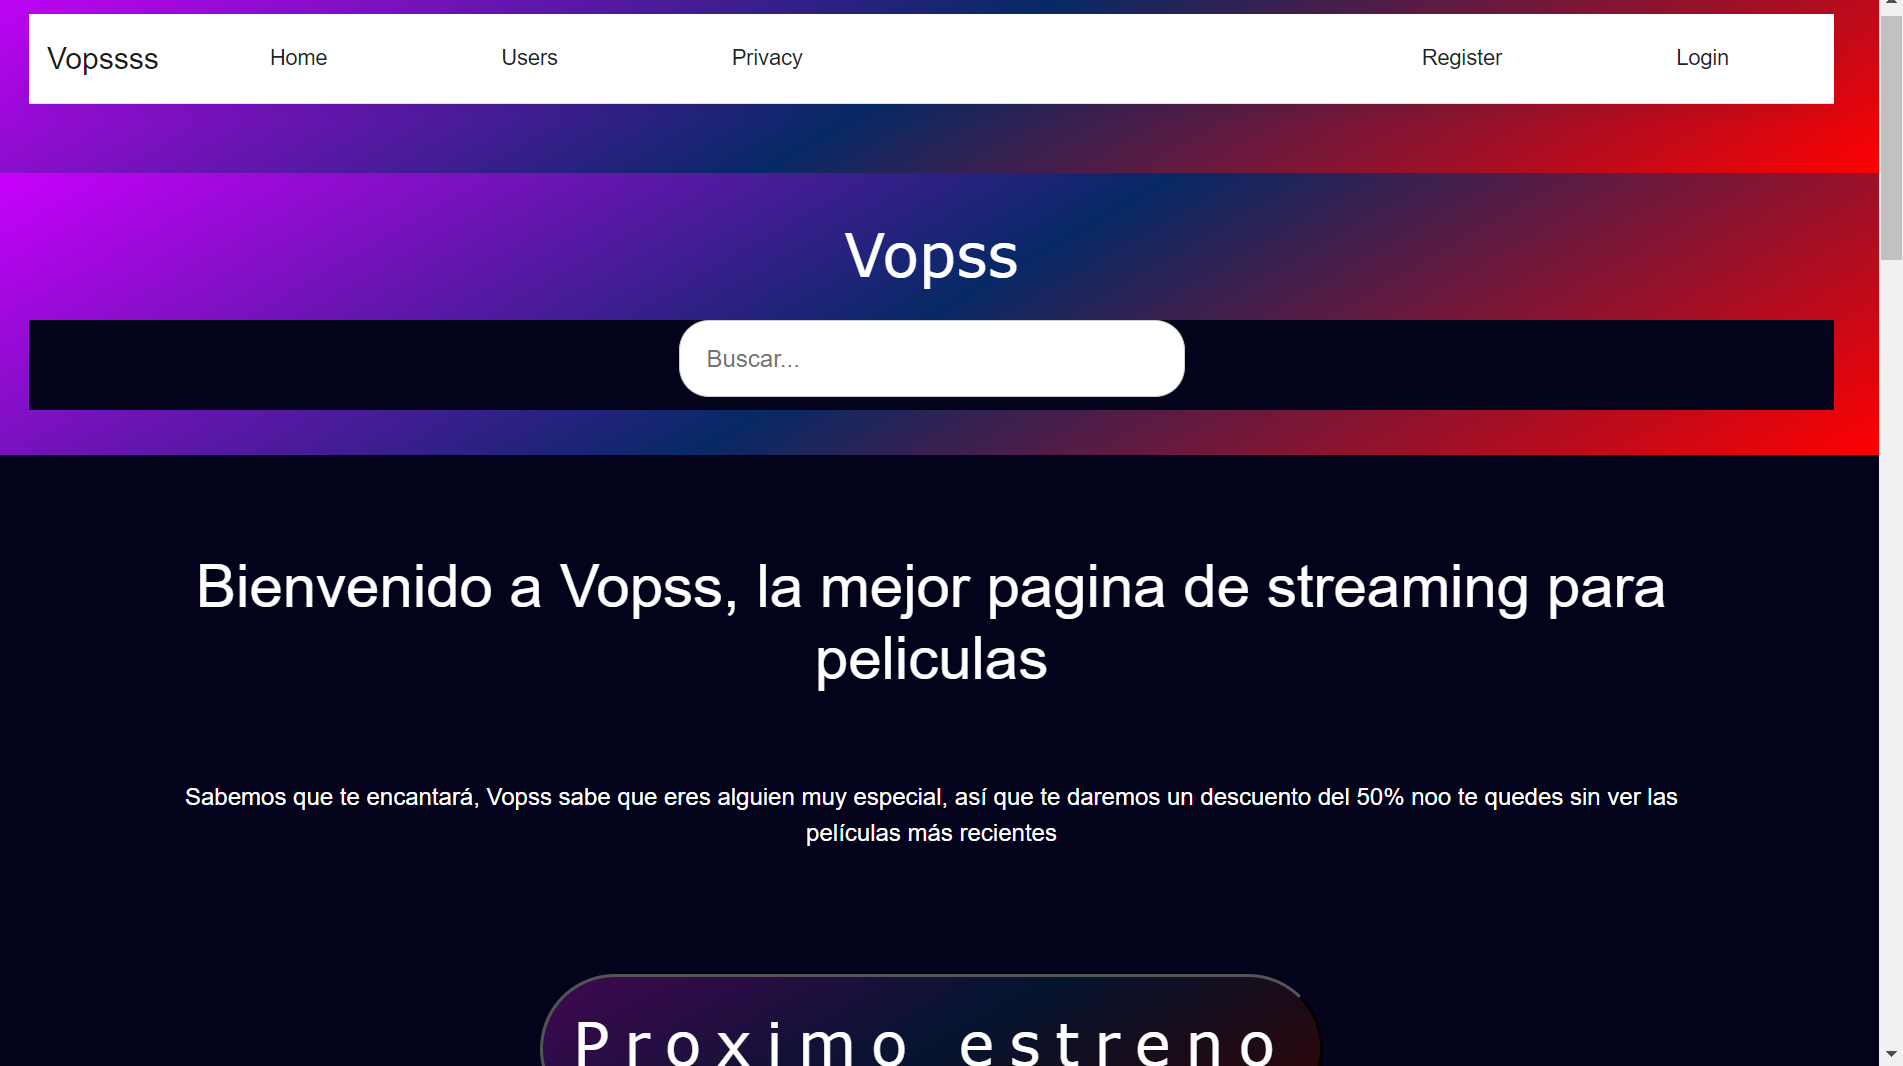 Vopssss Home Users Privacy Register Login
Vopss
Buscar...
Bienvenido a Vopss, la mejor pagina de streaming para
peliculas
Sabemos que te encantará, Vopss sabe que eres alguien muy especial, así que te daremos un descuento del 50% noo te quedes sin ver las
películas más recientes
Proximo estreno